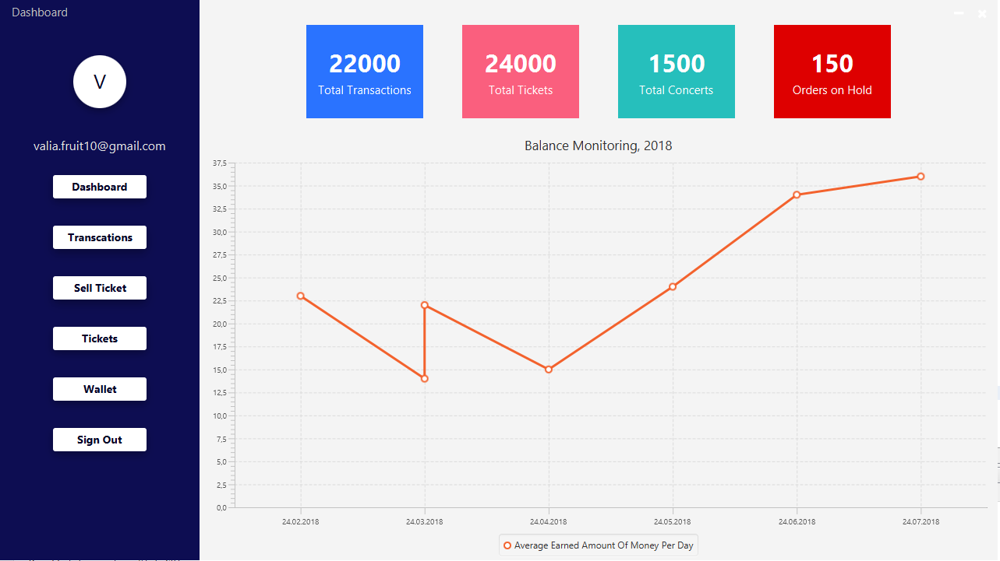 Dashboard
V
valia.fruit10@gmail.com
Dashboard
Transcations
Sell Ticket
Tickets
Wallet
Sign Out
22000
Total Transactions
24000
Total Tickets
1500
Total Concerts
150
Orders on Hold
Balance Monitoring, 2018
37,5
35,0
32,5
30,0
27,5
25,0
22,5
20,0
17,5
15,0
12,5
10,0
7,5
5,0
2,5
0,0
24.02.2018 24.03.2018 24.04.2018 24.05.2018 24.06.2018 24.07.2018
Average Earned Amount Of Money Per Day